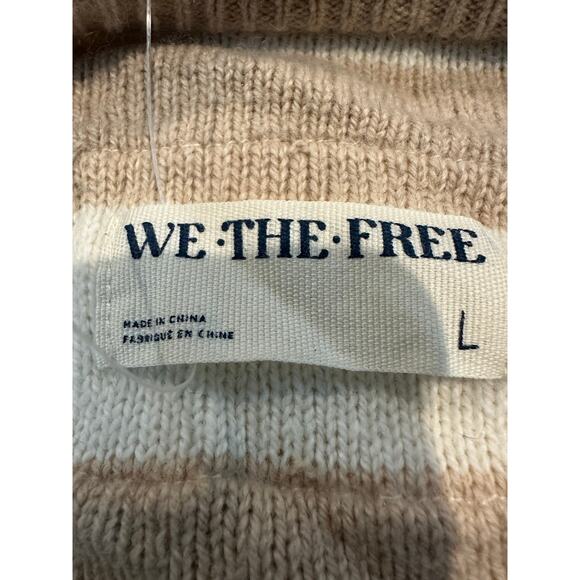 WE·THE·FREE
MADE IN CHINA
FABRIQUÉ EN CHINE
L